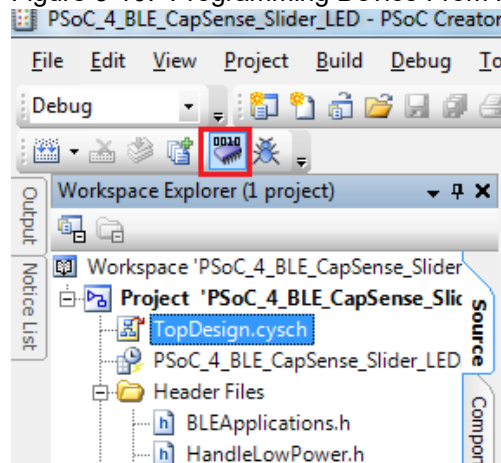 PSoC_4_BLE_CapSense_Slider_LED - PSoC Creator
File Edit View Project Build Debug
Debug
0010
Workspace Explorer (1 project)
Output
Notice List
Workspace 'PSoC_4_BLE_CapSense_Slider
Project 'PSoC_4_BLE_CapSense_Slic
TopDesign.cysch
PSoC_4_BLE_CapSense_Slider_LED
Header Files
h BLEApplications.h
h HandleLowPower.h
Source